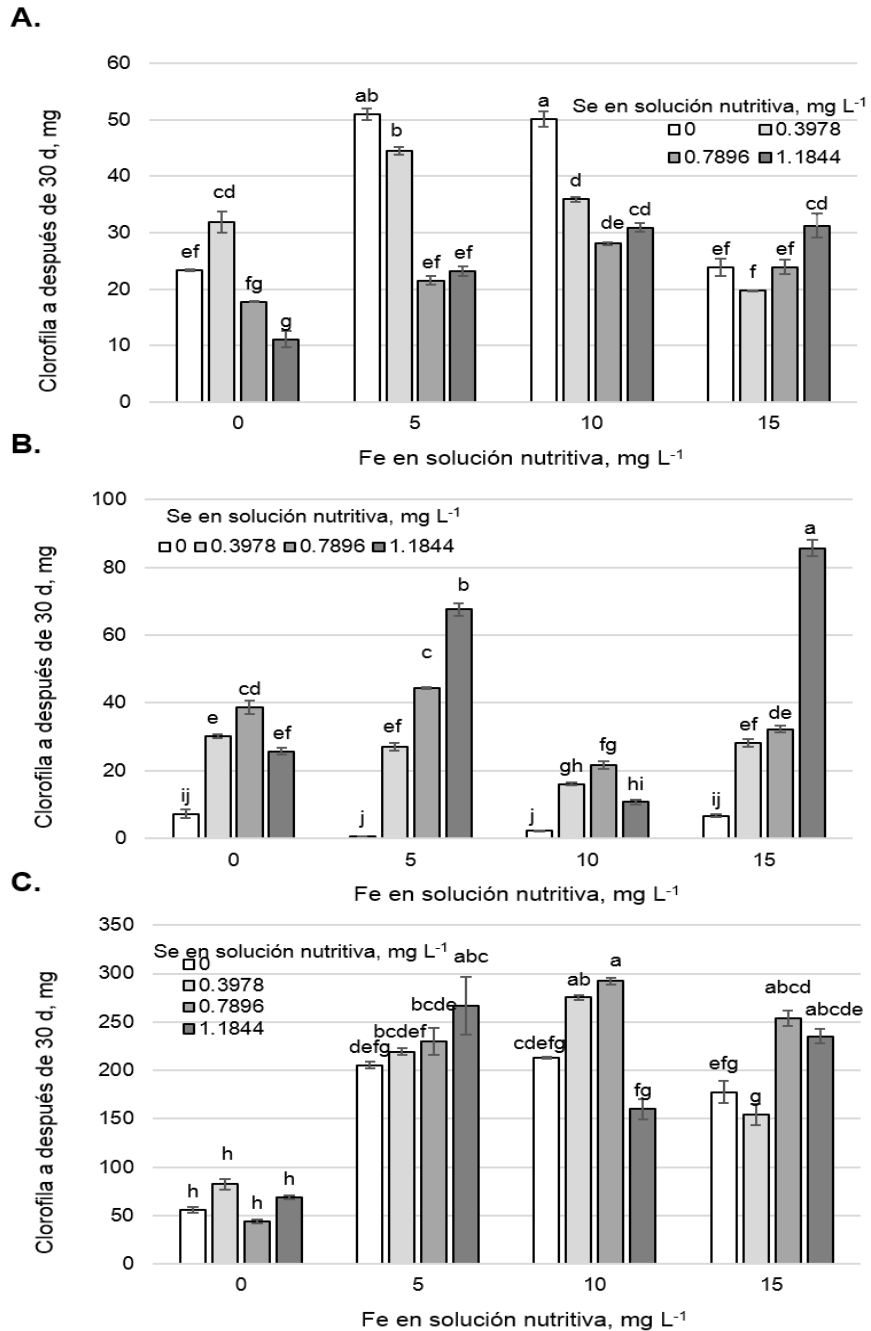 A.
Clorofila a después de 30 d, mg
60
50
40
30
20
10
0
Se en solución nutritiva, mg L-1
0 0.3978
0.7896 1.1844
ef cd fg g
ab b ef ef
a d de cd
ef f ef cd
0 5 10 15
Fe en solución nutritiva, mg L-1
B.
Clorofila a después de 30 d, mg
100
80
60
40
20
0
Se en solución nutritiva, mg L-1
0 0.3978 0.7896 1.1844
ij e cd ef
j ef c b
j gh fg hi
ij ef de a
0 5 10 15
Fe en solución nutritiva, mg L-1
C.
Clorofila a después de 30 d, mg
350
300
250
200
150
100
50
0
Se en solución nutritiva, mg L-1
0
0.3978
0.7896
1.1844
h h h h
defg bcdef bcde abc
cdefg ab a fg
efg g abcd abcde
0 5 10 15
Fe en solución nutritiva, mg L-1